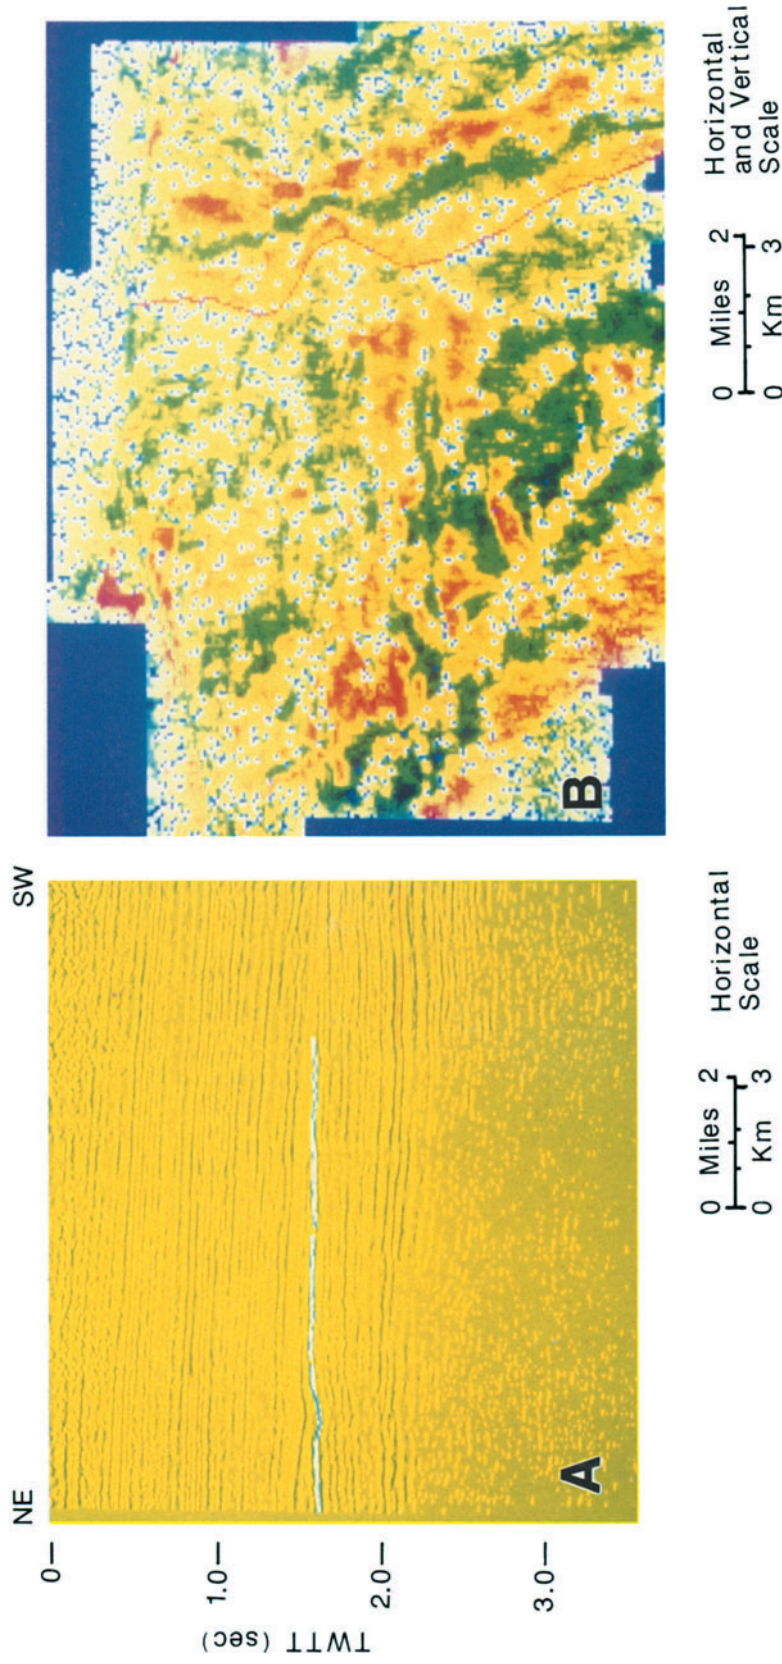 NE
SW
0
1.0
2.0
3.0
TWTT (sec)
A
0 Miles 2
0 Km 3
Horizontal
Scale
B
0 Miles 2
0 Km 3
Horizontal
and Vertical
Scale